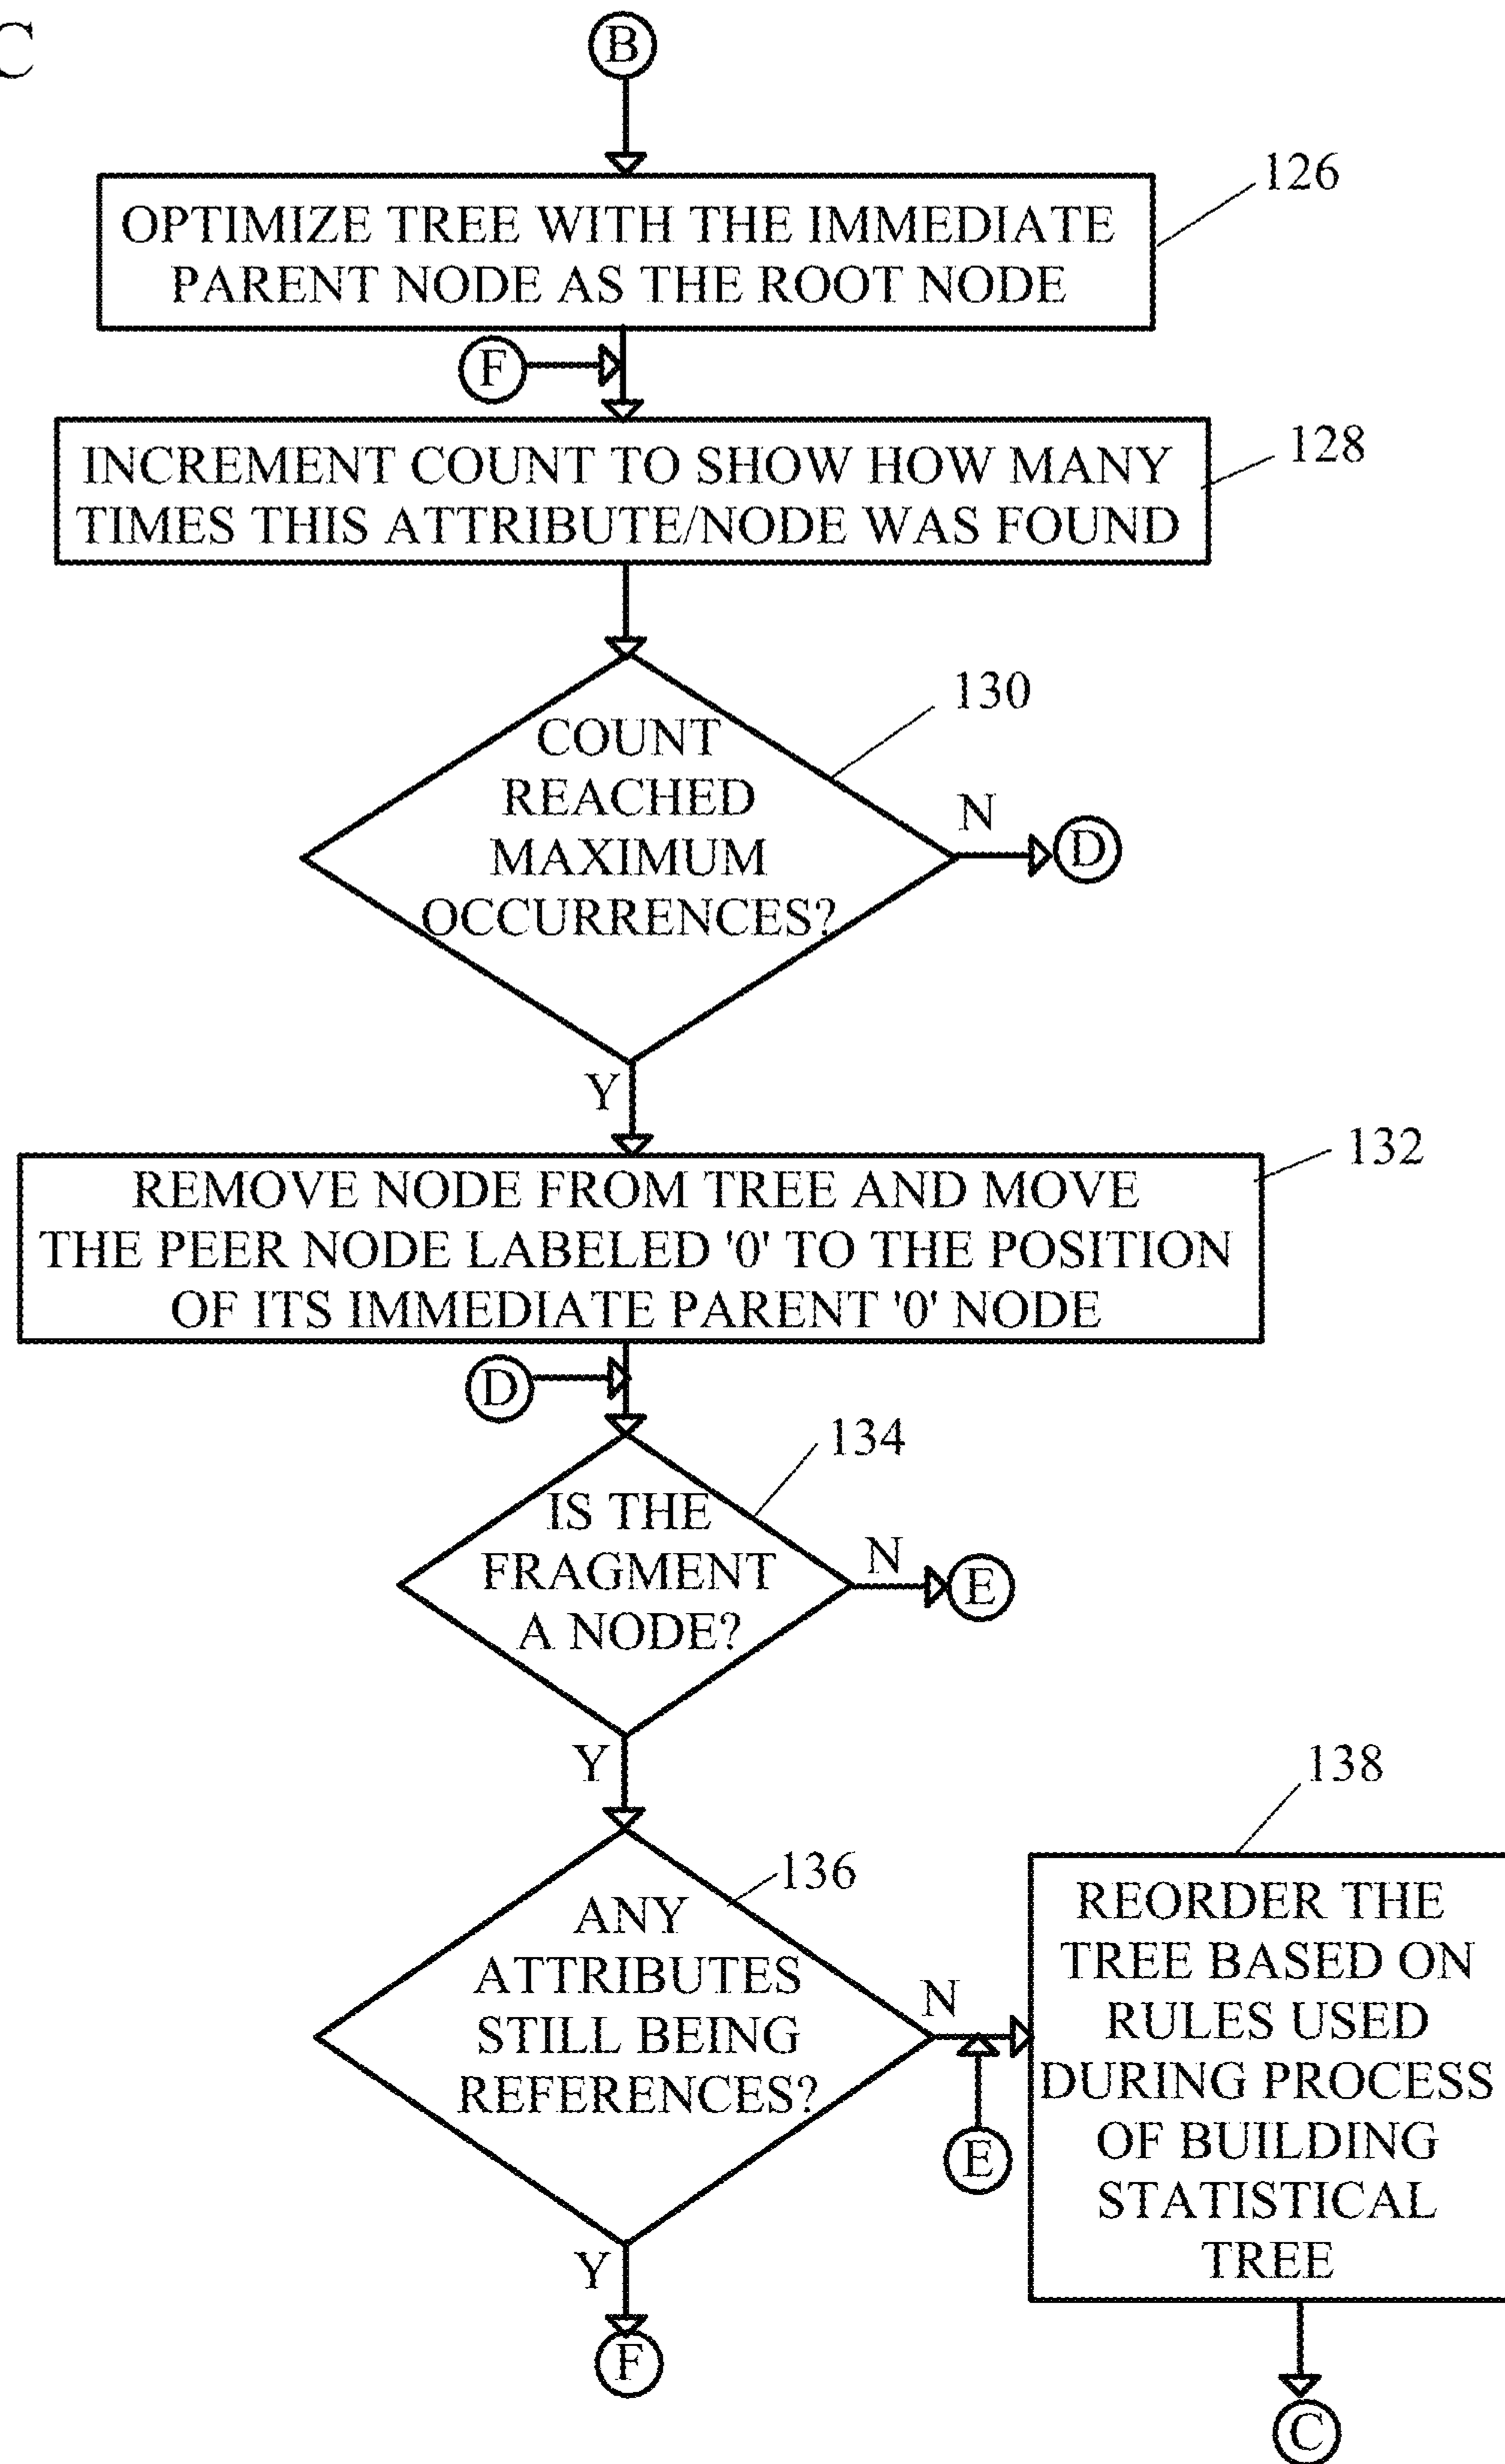 C
B
126
OPTIMIZE TREE WITH THE IMMEDIATE
PARENT NODE AS THE ROOT NODE
F
128
INCREMENT COUNT TO SHOW HOW MANY
TIMES THIS ATTRIBUTE/NODE WAS FOUND
130
COUNT
REACHED
MAXIMUM
OCCURRENCES?
N
D
Y
132
REMOVE NODE FROM TREE AND MOVE
THE PEER NODE LABELED '0' TO THE POSITION
OF ITS IMMEDIATE PARENT '0' NODE
D
134
IS THE
FRAGMENT
A NODE?
N
E
Y
136
ANY
ATTRIBUTES
STILL BEING
REFERENCES?
N
E
Y
F
138
REORDER THE
TREE BASED ON
RULES USED
DURING PROCESS
OF BUILDING
STATISTICAL
TREE
C